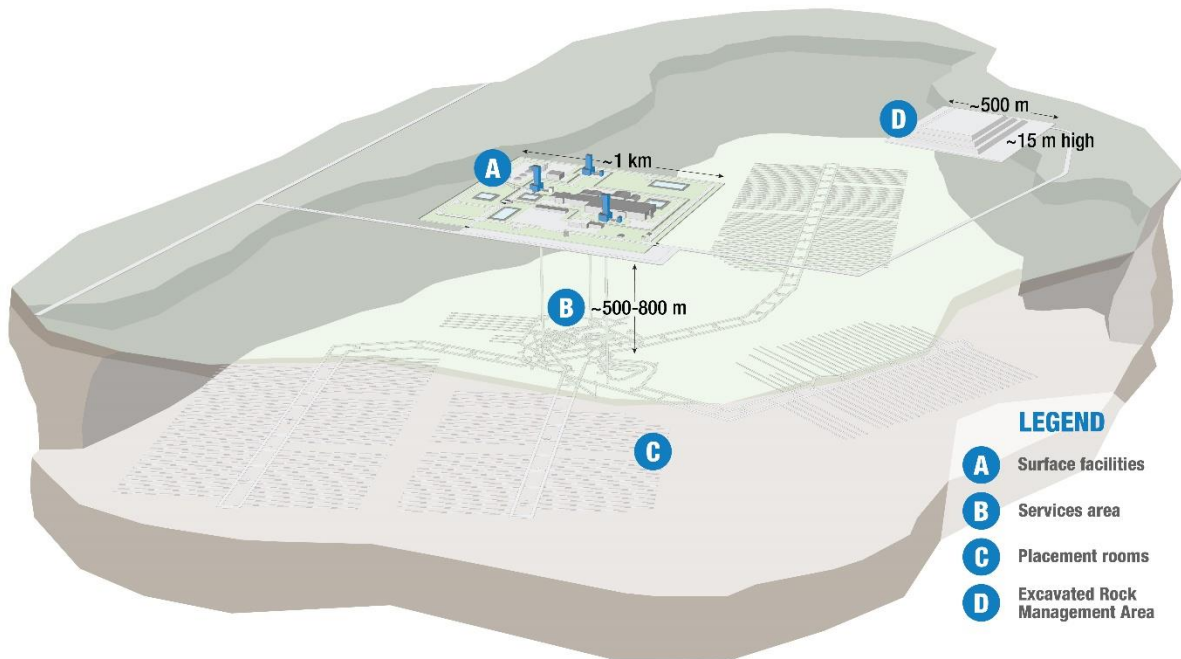 ~500 m
D
~15 m high
A
~1 km
B
~500-800 m
C
LEGEND
A Surface facilities
B Services area
C Placement rooms
D Excavated Rock
Management Area